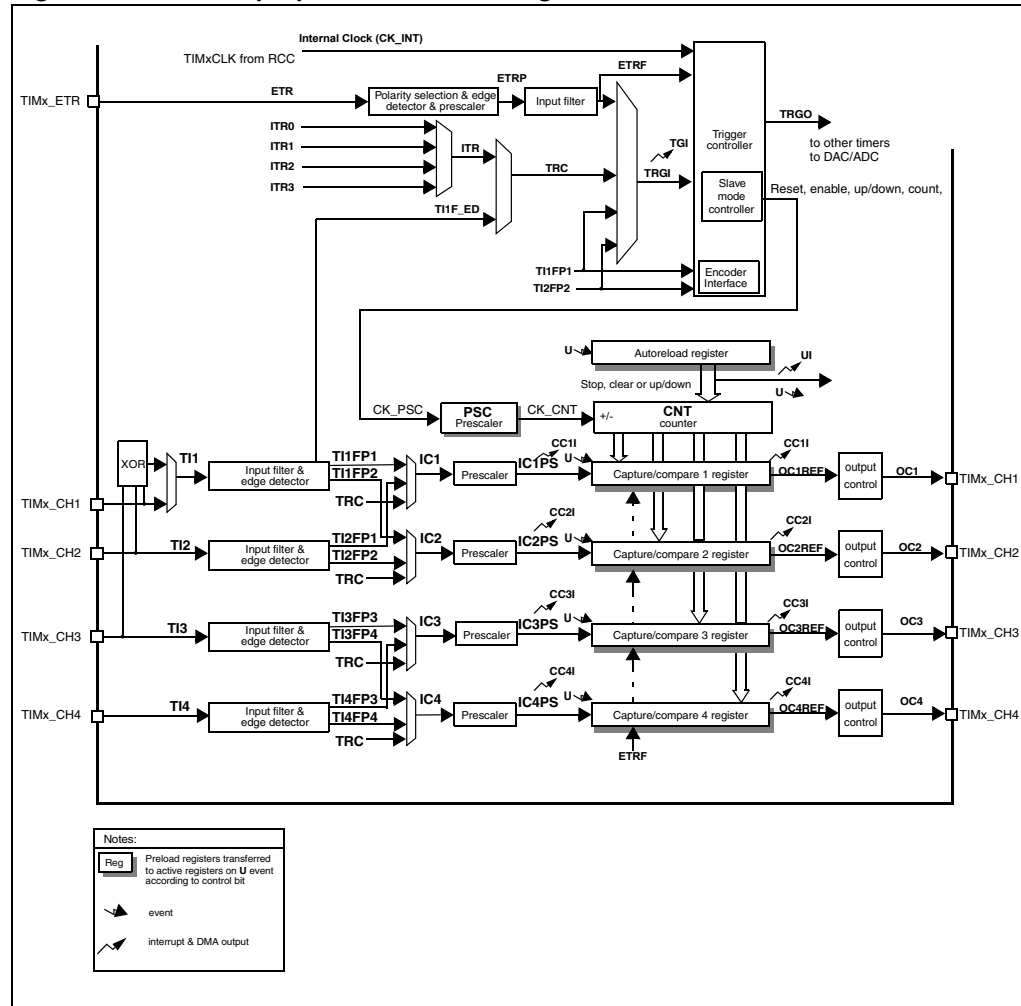 Internal Clock (CK_INT)
TIMxCLK from RCC
ETRF
ETRP
TIMx_ETR
ETR
Polarity selection & edge
detector & prescaler
Input filter
ITR0
ITR1
ITR2
ITR3
ITR
TI1F_ED
TRC
TGI
TRGI
Trigger
controller
TRGO
to other timers
to DAC/ADC
Slave
mode
controller
Reset, enable, up/down, count,
TI1FP1
TI2FP2
Encoder
Interface
U
Autoreload register
UI
Stop, clear or up/down
U
CK_PSC
PSC
Prescaler
CK_CNT
+/-
CNT
counter
XOR
TI1
Input filter &
edge detector
TI1FP1
TI1FP2
TRC
IC1
Prescaler
IC1PS
CC1I
U
Capture/compare 1 register
CC1I
OC1REF
output
control
OC1
TIMx_CH1
TIMx_CH1
TIMx_CH2
TI2
Input filter &
edge detector
TI2FP1
TI2FP2
TRC
IC2
Prescaler
IC2PS
CC2I
U
Capture/compare 2 register
CC2I
OC2REF
output
control
OC2
TIMx_CH2
TIMx_CH3
TI3
Input filter &
edge detector
TI3FP3
TI3FP4
TRC
IC3
Prescaler
IC3PS
CC3I
U
Capture/compare 3 register
CC3I
OC3REF
output
control
OC3
TIMx_CH3
TIMx_CH4
TI4
Input filter &
edge detector
TI4FP3
TI4FP4
TRC
IC4
Prescaler
IC4PS
CC4I
U
Capture/compare 4 register
CC4I
OC4REF
output
control
OC4
TIMx_CH4
ETRF
Notes:
Reg
Preload registers transferred
to active registers on U event
according to control bit
event
interrupt & DMA output